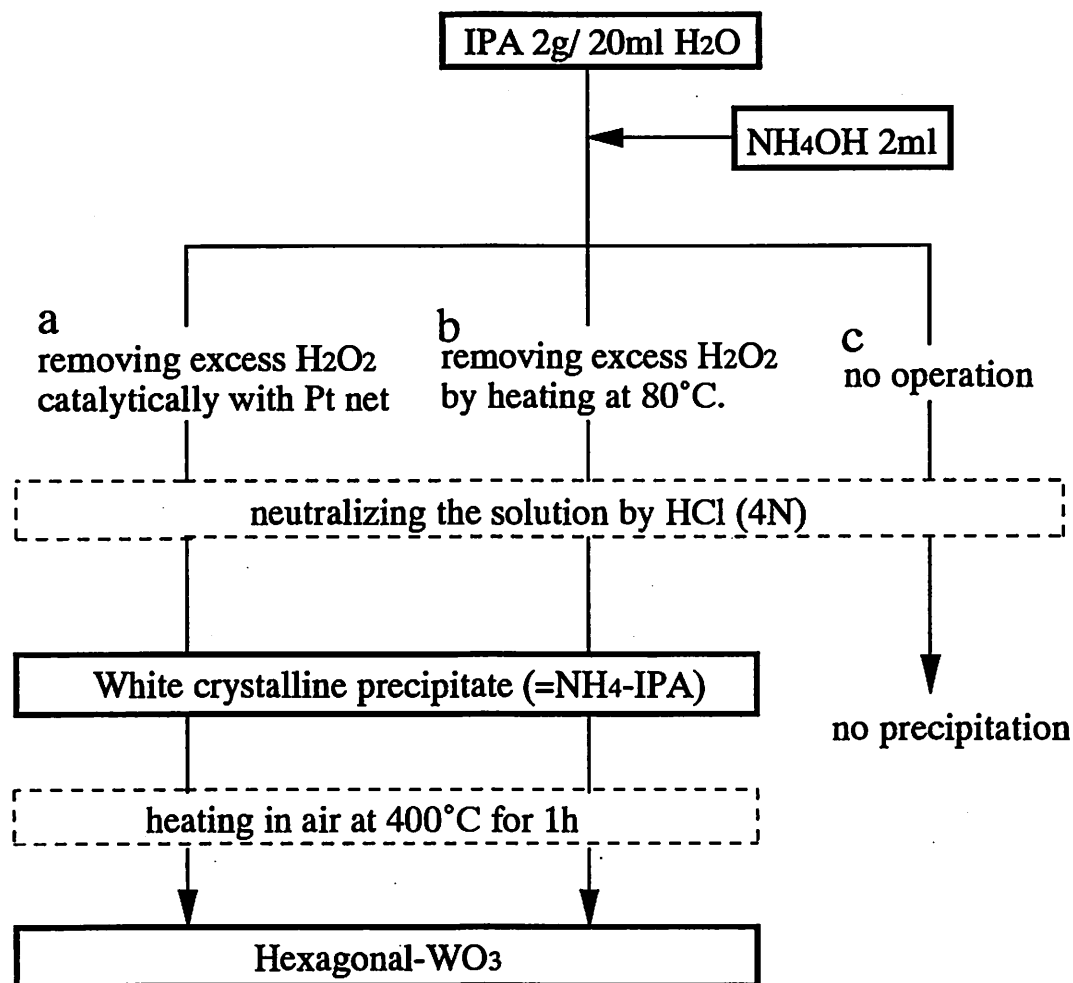 IPA 2g/ 20ml H2O
NH4OH 2ml
a
removing excess H2O2
catalytically with Pt net
b
removing excess H2O2
by heating at 80°C.
c
no operation
neutralizing the solution by HCl (4N)
White crystalline precipitate (=NH4-IPA)
no precipitation
heating in air at 400°C for 1h
Hexagonal-WO3